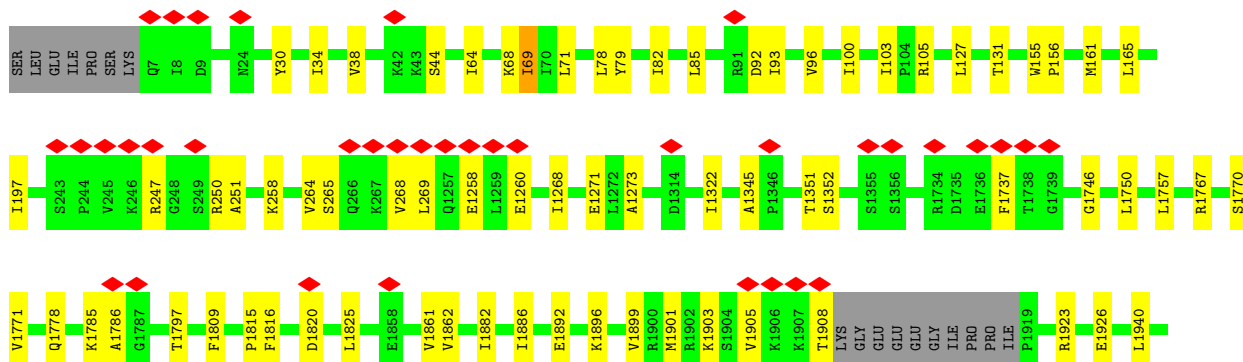 SER LEU GLU ILE PRO SER LYS Q7 I8 D9 N24 Y30 I34 V38 K42 K43 S44 I64 K68 I69 I70 L71 L78 Y79 I82 L85 R91 D92 I93 V96 I100 I103 P104 R105 L127 T131 W155 P156 M161 L165
I197 S243 P244 V245 K246 R247 G248 S249 R250 A251 K258 V264 S265 Q266 K267 V268 L269 Q1257 E1258 L1259 E1260 I1268 E1271 L1272 A1273 D1314 I1322 A1345 P1346 T1351 S1352 S1355 S1356 R1734 D1735 E1736 F1737 T1738 G1739 G1746 L1750 L1757 R1767 S1770
V1771 Q1778 K1785 A1786 G1787 T1797 F1809 P1815 F1816 D1820 L1825 E1858 V1861 V1862 I1882 I1886 E1892 K1896 V1899 R1900 M1901 R1902 K1903 S1904 V1905 K1906 K1907 T1908 LYS GLY GLU GLU GLU GLU GLY ILE PRO PRO ILE P1919 R1923 E1926 L1940